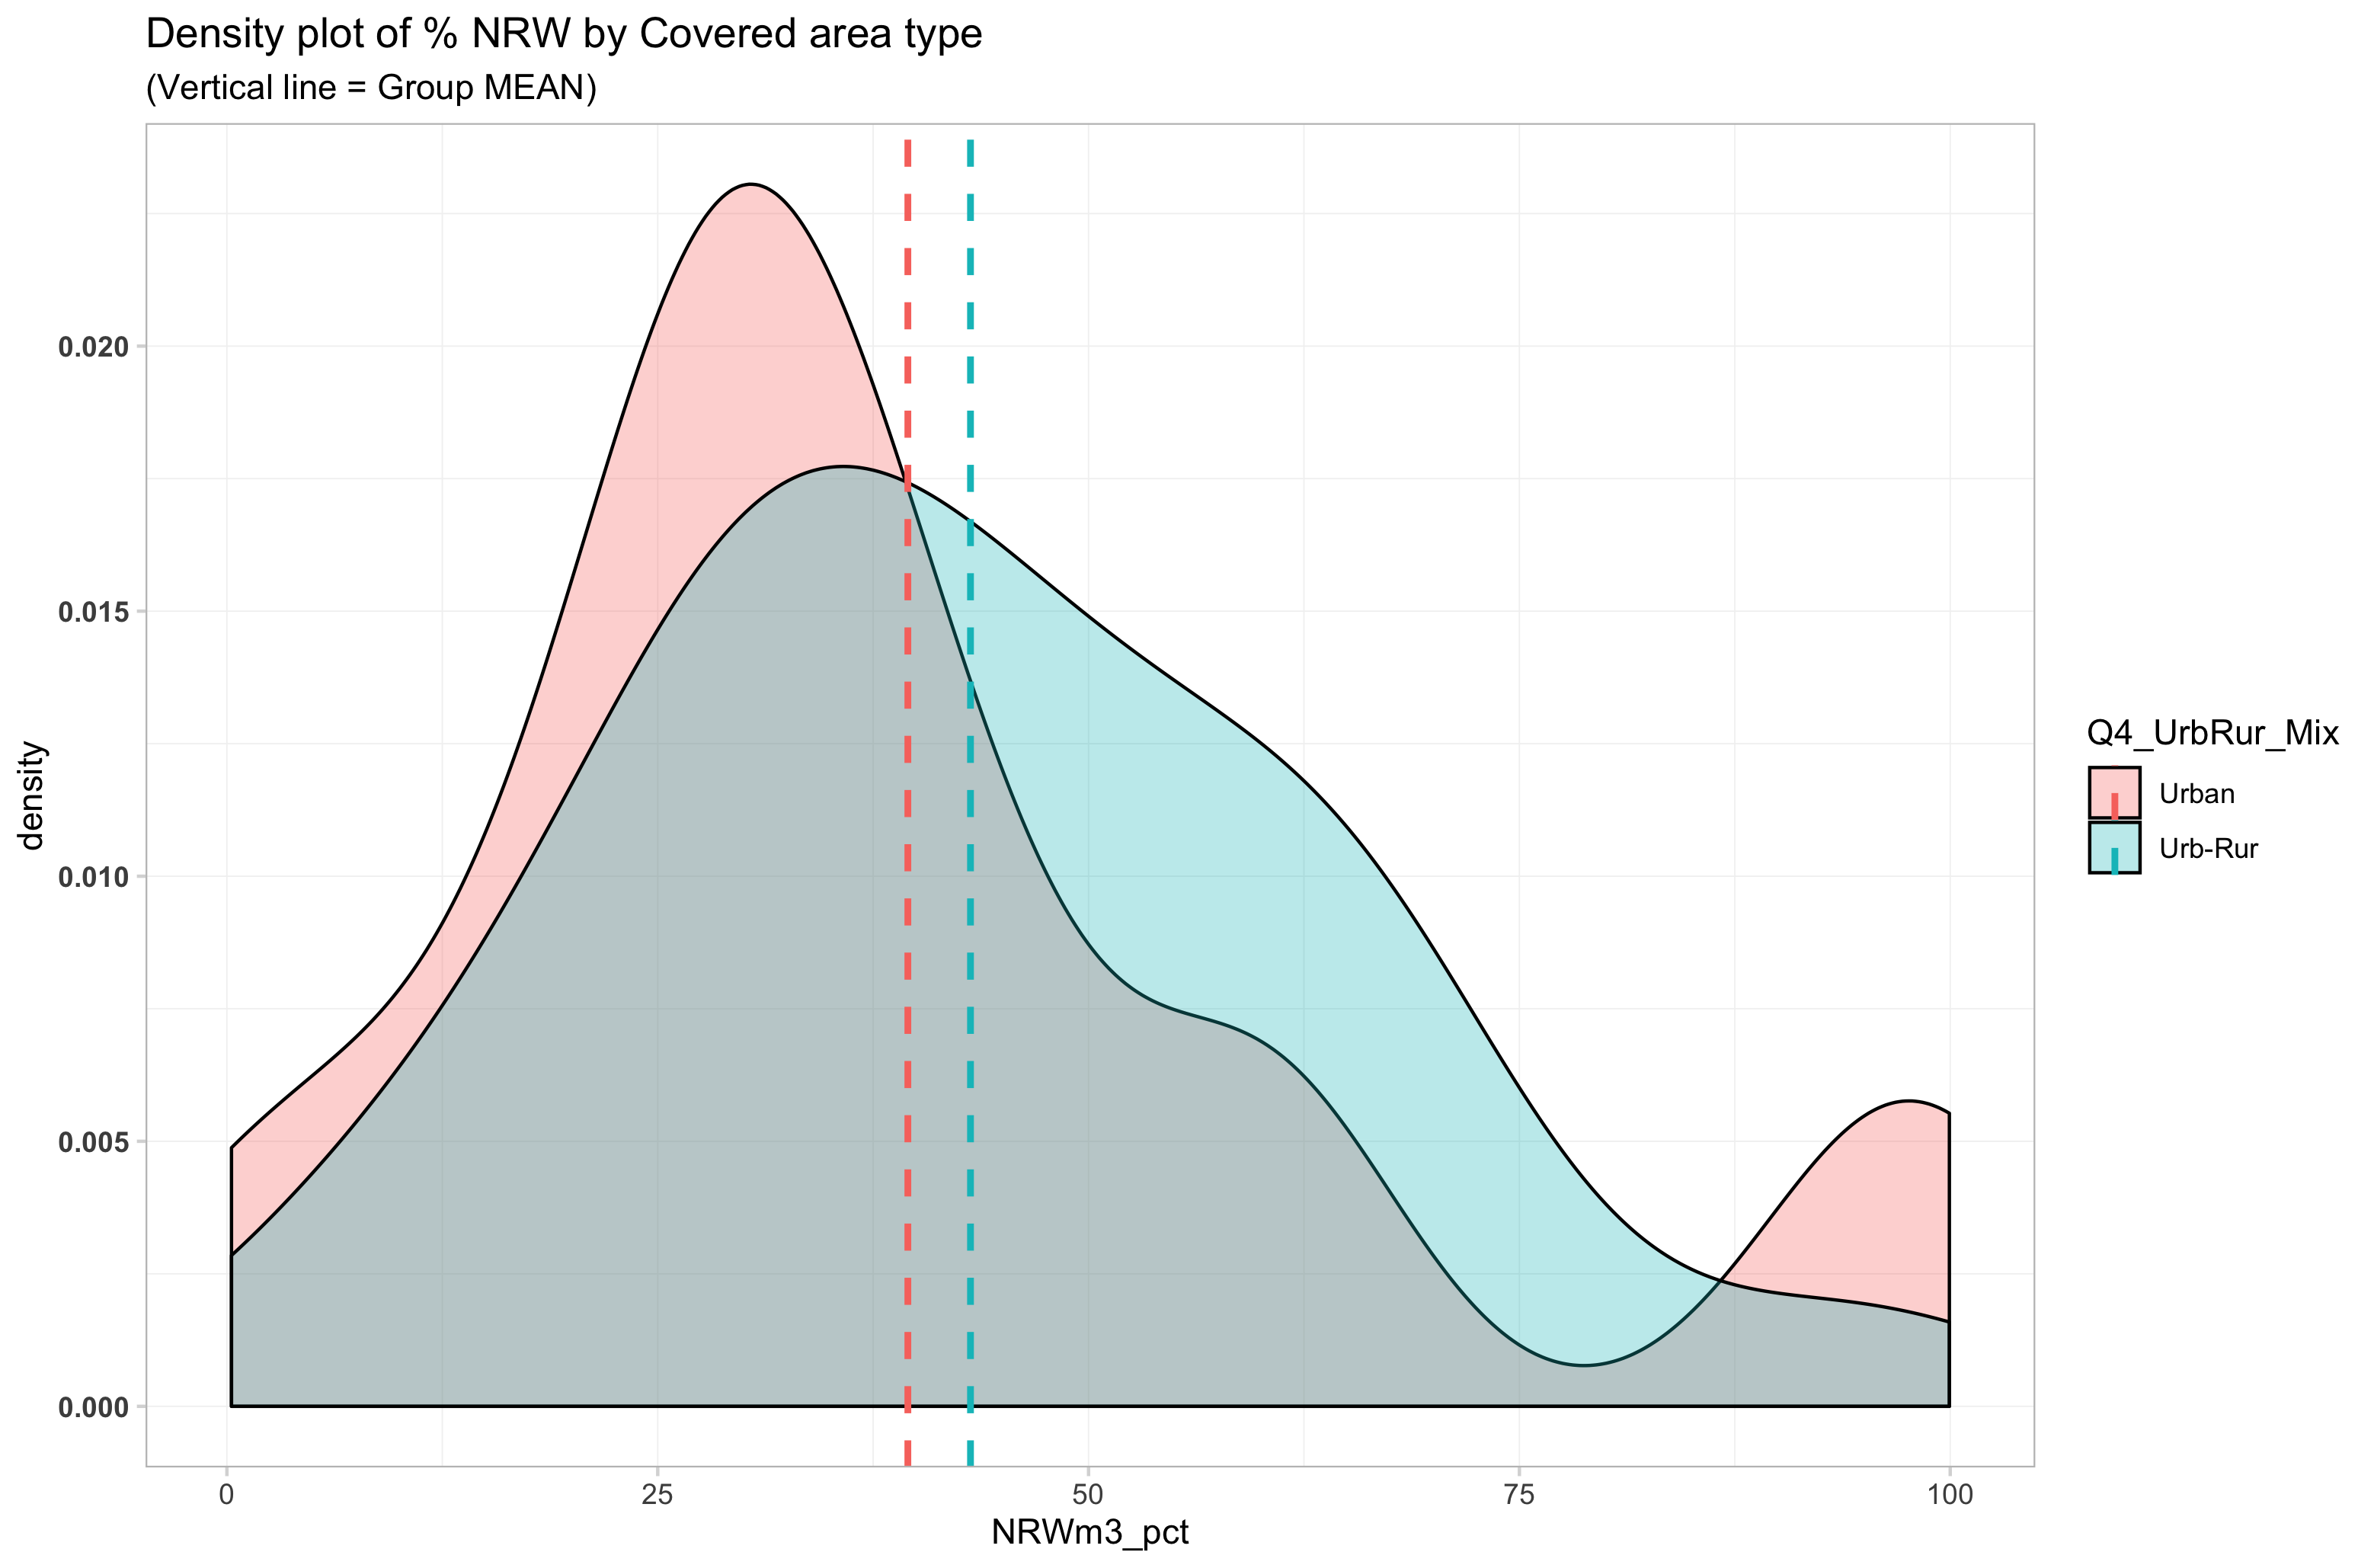 Density plot of % NRW by Covered area type
(Vertical line = Group MEAN)
0.020
0.015
0.010
0.005
0.000
density
0
25
50
75
100
NRWm3_pct
Q4_UrbRur_Mix
Urban
Urb-Rur